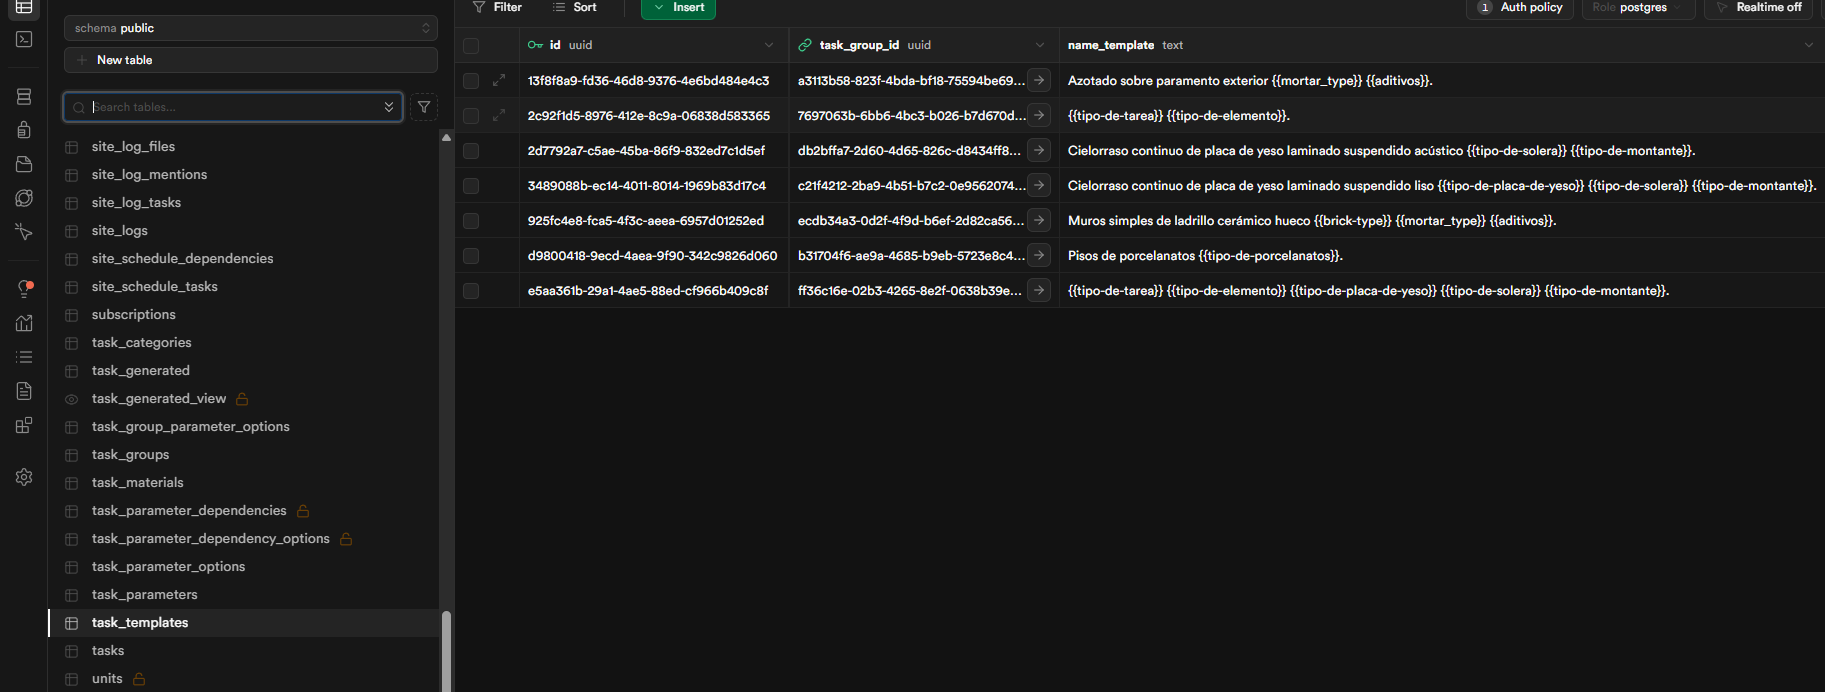 schema public
New table
Search tables...
site_log_files
site_log_mentions
site_log_tasks
site_logs
site_schedule_dependencies
site_schedule_tasks
subscriptions
task_categories
task_generated
task_generated_view
task_group_parameter_options
task_groups
task_materials
task_parameter_dependencies
task_parameter_dependency_options
task_parameter_options
task_parameters
task_templates
tasks
units
Filter Sort Insert 1 Auth policy Role postgres Realtime off
id uuid task_group_id uuid name_template text
13f8f8a9-fd36-46d8-9376-4e6bd484e4c3 a3113b58-823f-4bda-bf18-75594be69... Azotado sobre paramento exterior {{mortar_type}} {{aditivos}}.
2c92f1d5-8976-412e-8c9a-06838d583365 7697063b-6bb6-4bc3-b026-b7d670d... {{tipo-de-tarea}} {{tipo-de-elemento}}.
2d7792a7-c5ae-45ba-86f9-832ed7c1d5ef db2bffa7-2d60-4d65-826c-d8434ff8... Cielorraso continuo de placa de yeso laminado suspendido acústico {{tipo-de-solera}} {{tipo-de-montante}}.
3489088b-ec14-4011-8014-1969b83d17c4 c21f4212-2ba9-4b51-b7c2-0e9562074... Cielorraso continuo de placa de yeso laminado suspendido liso {{tipo-de-placa-de-yeso}} {{tipo-de-solera}} {{tipo-de-montante}}.
925fc4e8-fca5-4f3c-aeea-6957d01252ed ecdb34a3-0d2f-4f9d-b6ef-2d82ca56... Muros simples de ladrillo cerámico hueco {{brick-type}} {{mortar_type}} {{aditivos}}.
d9800418-9ecd-4aea-9f90-342c9826d060 b31704f6-ae9a-4685-b9eb-5723e8c4... Pisos de porcelanatos {{tipo-de-porcelanatos}}.
e5aa361b-29a1-4ae5-88ed-cf966b409c8f ff36c16e-02b3-4265-8e2f-0638b39e... {{tipo-de-tarea}} {{tipo-de-elemento}} {{tipo-de-placa-de-yeso}} {{tipo-de-solera}} {{tipo-de-montante}}.